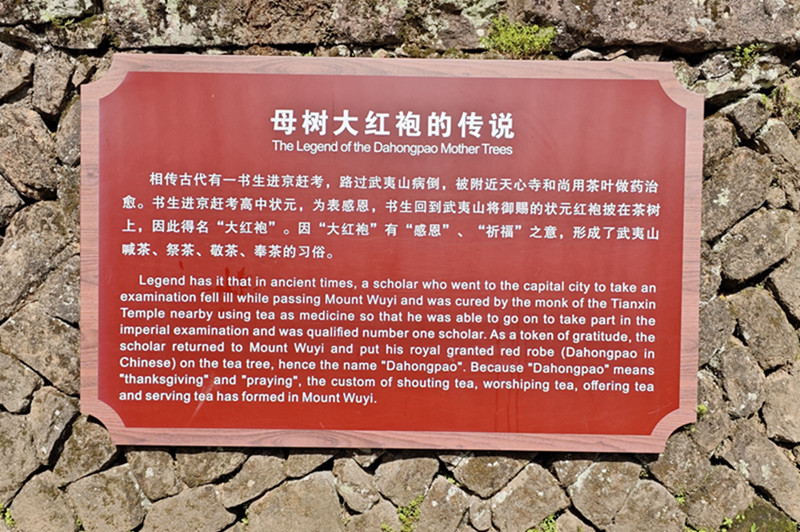 母树大红袍的传说
The Legend of the Dahongpao Mother Trees
相传古代有一书生进京赶考，路过武夷山病倒，被附近天心寺和尚用茶叶做药治
愈。书生进京赶考高中状元，为表感恩，书生回到武夷山将御赐的状元红袍披在茶树
上，因此得名“大红袍”。因“大红袍”有“感恩”、“祈福”之意，形成了武夷山
喊茶、祭茶、敬茶、奉茶的习俗。
Legend has it that in ancient times, a scholar who went to the capital city to take an
examination fell ill while passing Mount Wuyi and was cured by the monk of the Tianxin
Temple nearby using tea as medicine so that he was able to go on to take part in the
imperial examination and was qualified number one scholar. As a token of gratitude, the
scholar returned to Mount Wuyi and put his royal granted red robe (Dahongpao in
Chinese) on the tea tree, hence the name "Dahongpao". Because "Dahongpao" means
"thanksgiving" and "praying", the custom of shouting tea, worshiping tea, offering tea
and serving tea has formed in Mount Wuyi.